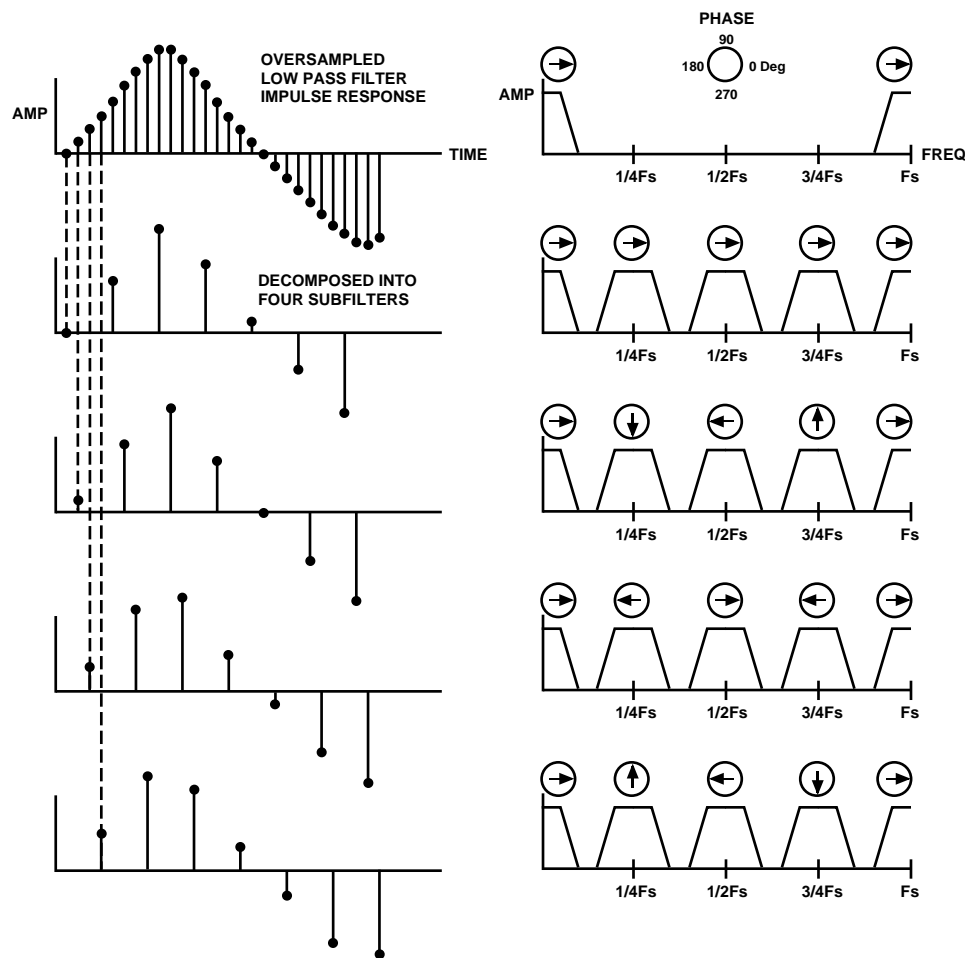 OVERSAMPLED
LOW PASS FILTER
IMPULSE RESPONSE
AMP
TIME
PHASE
90
180
0 Deg
270
AMP
FREQ
1/4Fs 1/2Fs 3/4Fs Fs
DECOMPOSED INTO
FOUR SUBFILTERS
1/4Fs 1/2Fs 3/4Fs Fs
1/4Fs 1/2Fs 3/4Fs Fs
1/4Fs 1/2Fs 3/4Fs Fs
1/4Fs 1/2Fs 3/4Fs Fs